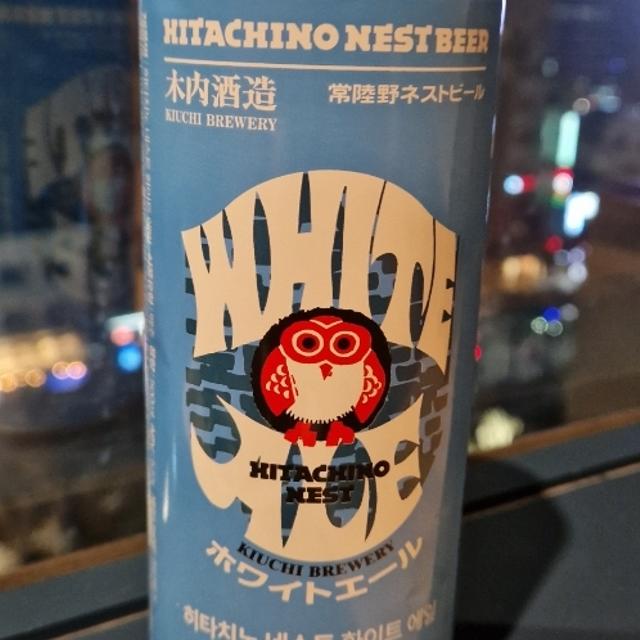 HITACHINO NEST BEER
木内酒造 常陸野ネストビール
KIUCHI BREWERY
WHITE
ALE
HITACHINO
NEST
KIUCHI BREWERY
ホワイトエール
히타치노 네스트 화이트 에일